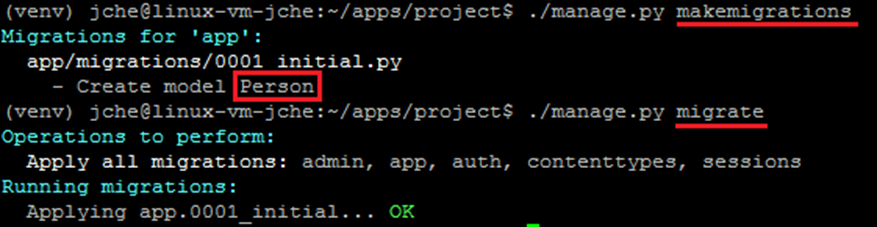 (venv) jche@linux-vm-jche:~/apps/project$ ./manage.py makemigrations
Migrations for 'app':
  app/migrations/0001_initial.py
    - Create model Person
(venv) jche@linux-vm-jche:~/apps/project$ ./manage.py migrate
Operations to perform:
  Apply all migrations: admin, app, auth, contenttypes, sessions
Running migrations:
  Applying app.0001_initial... OK